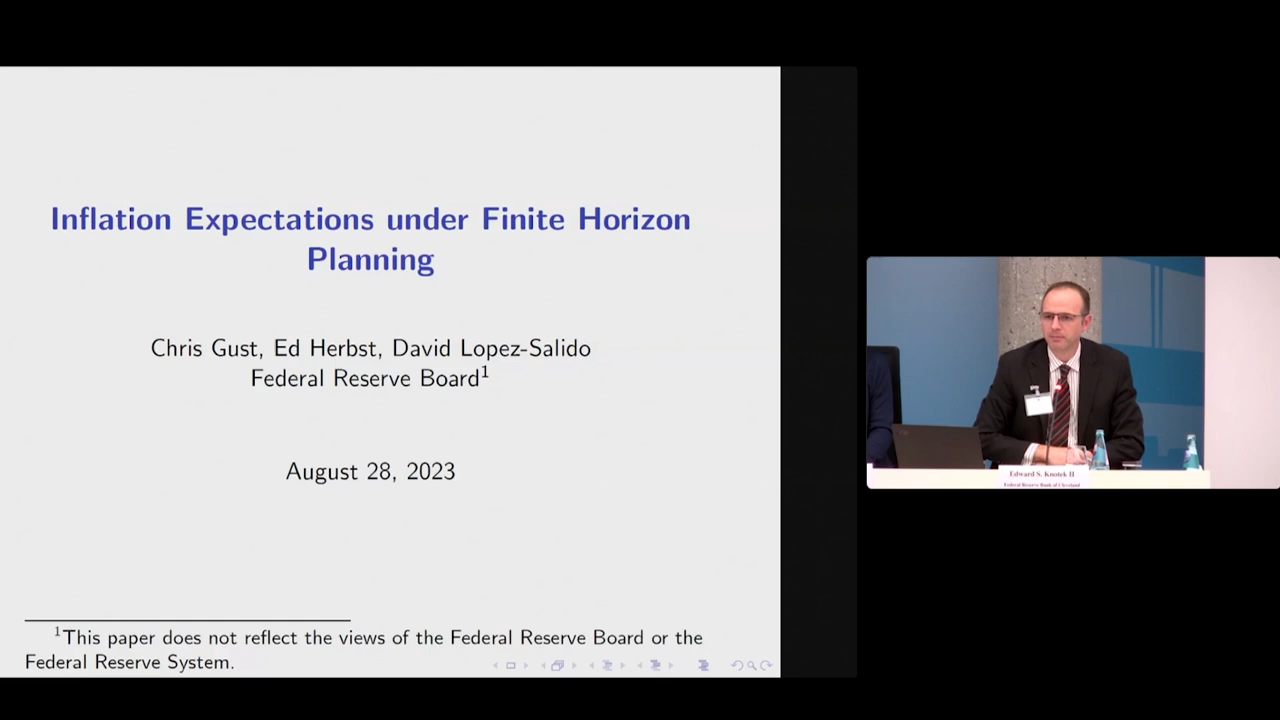 Inflation Expectations under Finite Horizon
Planning
Chris Gust, Ed Herbst, David Lopez-Salido
Federal Reserve Board¹
August 28, 2023
¹This paper does not reflect the views of the Federal Reserve Board or the
Federal Reserve System.
Edward S. Knotek II
Federal Reserve Bank of Cleveland